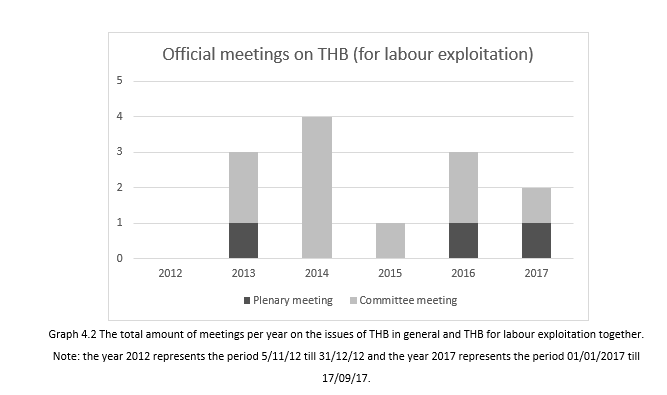 Official meetings on THB (for labour exploitation)
5
4
3
2
1
0
2012 2013 2014 2015 2016 2017
Plenary meeting Committee meeting
Graph 4.2 The total amount of meetings per year on the issues of THB in general and THB for labour exploitation together.
Note: the year 2012 represents the period 5/11/12 till 31/12/12 and the year 2017 represents the period 01/01/2017 till
17/09/17.